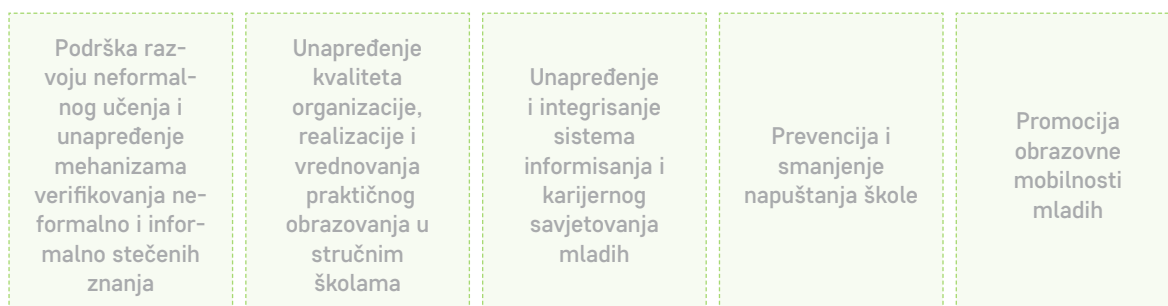 Podrška raz-
voju neformal-
nog učenja i
unapređenje
mehanizama
verifikovanja ne-
formalno i infor-
malno stečenih
znanja
Unapređenje
kvaliteta
organizacije,
realizacije i
vrednovanja
praktičnog
obrazovanja u
stručnim
školama
Unapređenje
i integrisanje
sistema
informisanja i
karijernog
savjetovanja
mladih
Prevencija i
smanjenje
napuštanja škole
Promocija
obrazovne
mobilnosti
mladih